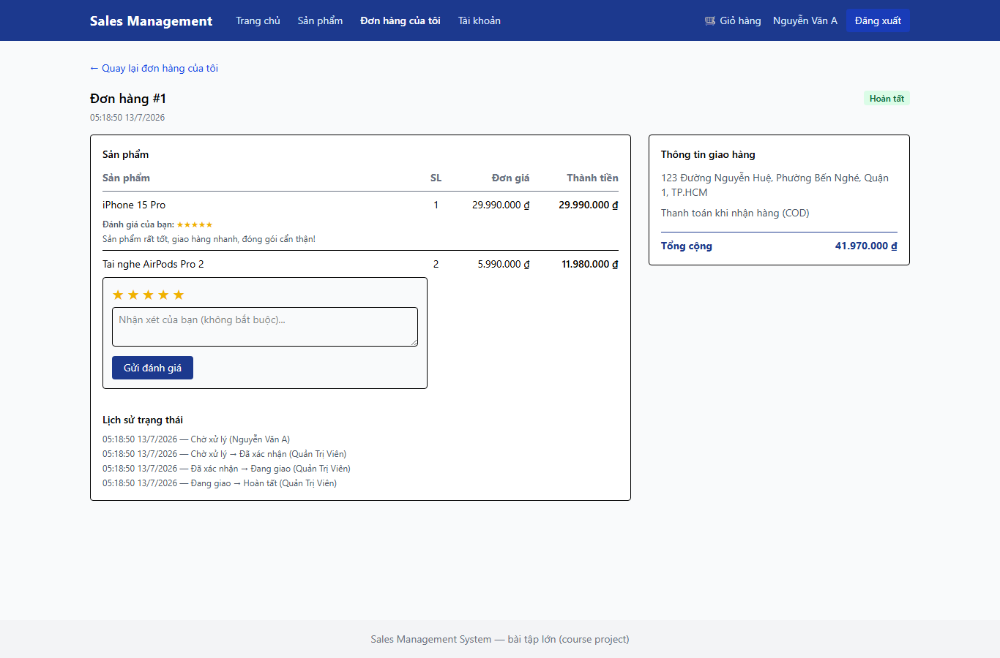 Sales Management Trang chủ Sản phẩm Đơn hàng của tôi Tài khoản Giỏ hàng Nguyễn Văn A Đăng xuất
← Quay lại đơn hàng của tôi
Đơn hàng #1 Hoàn tất
05:18:50 13/7/2026
Sản phẩm
Sản phẩm SL Đơn giá Thành tiền
iPhone 15 Pro 1 29.990.000 ₫ 29.990.000 ₫
Đánh giá của bạn: ★★★★★
Sản phẩm rất tốt, giao hàng nhanh, đóng gói cẩn thận!
Tai nghe AirPods Pro 2 2 5.990.000 ₫ 11.980.000 ₫
★ ★ ★ ★ ★
Nhận xét của bạn (không bắt buộc)...
Gửi đánh giá
Lịch sử trạng thái
05:18:50 13/7/2026 — Chờ xử lý (Nguyễn Văn A)
05:18:50 13/7/2026 — Chờ xử lý → Đã xác nhận (Quản Trị Viên)
05:18:50 13/7/2026 — Đã xác nhận → Đang giao (Quản Trị Viên)
05:18:50 13/7/2026 — Đang giao → Hoàn tất (Quản Trị Viên)
Thông tin giao hàng
123 Đường Nguyễn Huệ, Phường Bến Nghé, Quận
1, TP.HCM
Thanh toán khi nhận hàng (COD)
Tổng cộng 41.970.000 ₫
Sales Management System — bài tập lớn (course project)